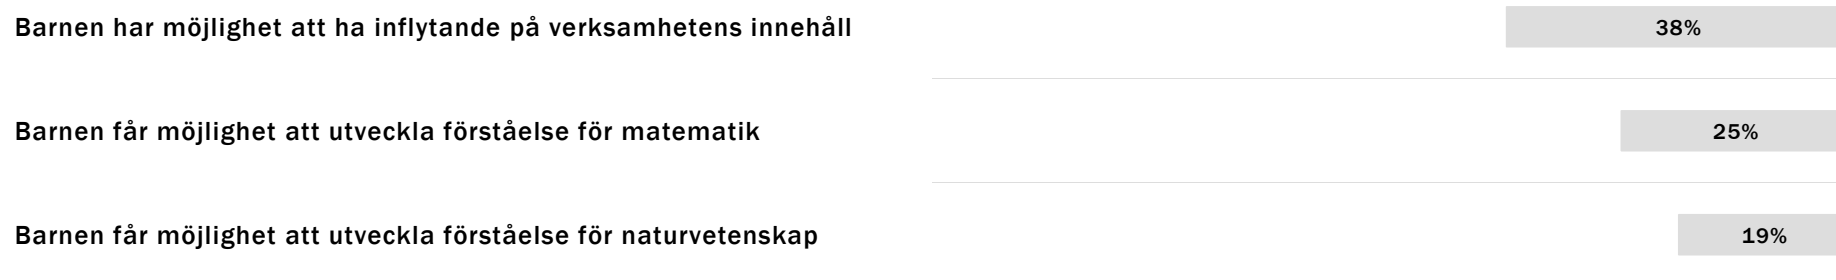 Barnen har möjlighet att ha inflytande på verksamhetens innehåll 38%
Barnen får möjlighet att utveckla förståelse för matematik 25%
Barnen får möjlighet att utveckla förståelse för naturvetenskap 19%